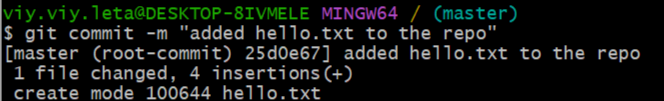 viy.viy.leta@DESKTOP-8IVMELE MINGW64 / (master)
$ git commit -m "added hello.txt to the repo"
[master (root-commit) 25d0e67] added hello.txt to the repo
 1 file changed, 4 insertions(+)
 create mode 100644 hello.txt